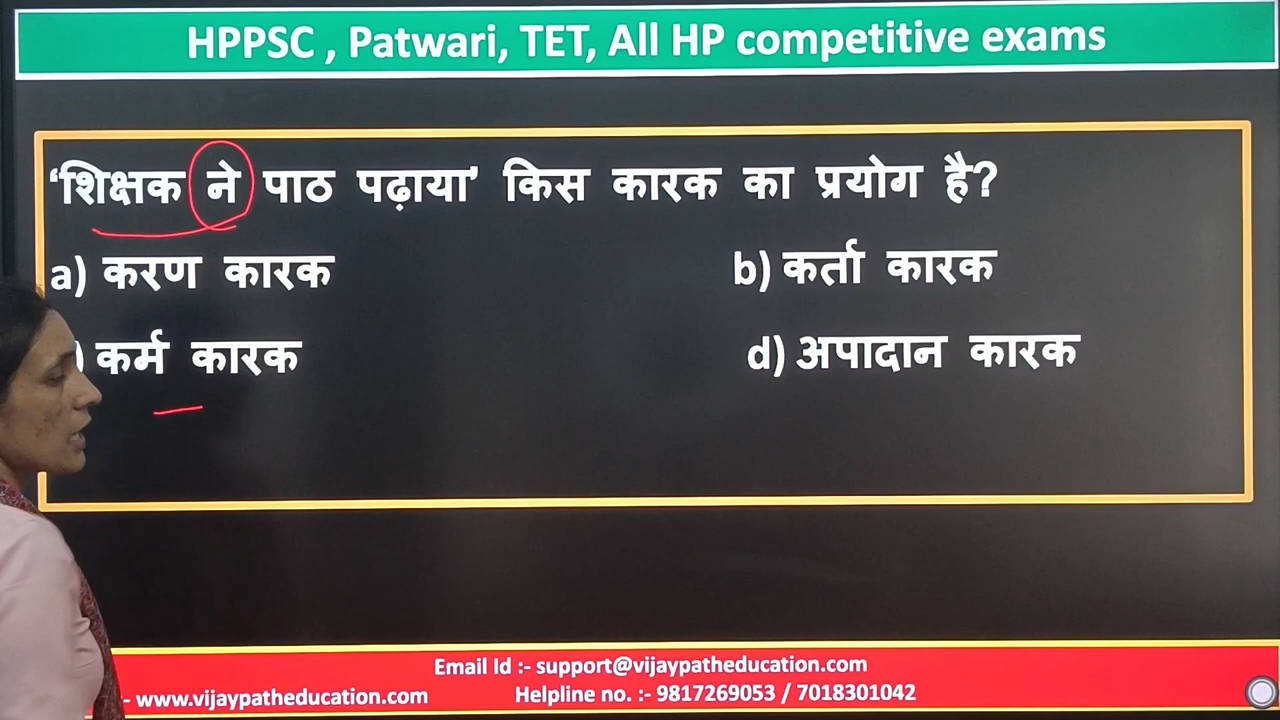 HPPSC , Patwari, TET, All HP competitive exams
‘शिक्षक ने पाठ पढ़ाया’ किस कारक का प्रयोग है?
a) करण कारक b) कर्ता कारक
) कर्म कारक d) अपादान कारक
Email Id :- support@vijaypatheducation.com
- www.vijaypatheducation.com Helpline no. :- 9817269053 / 7018301042